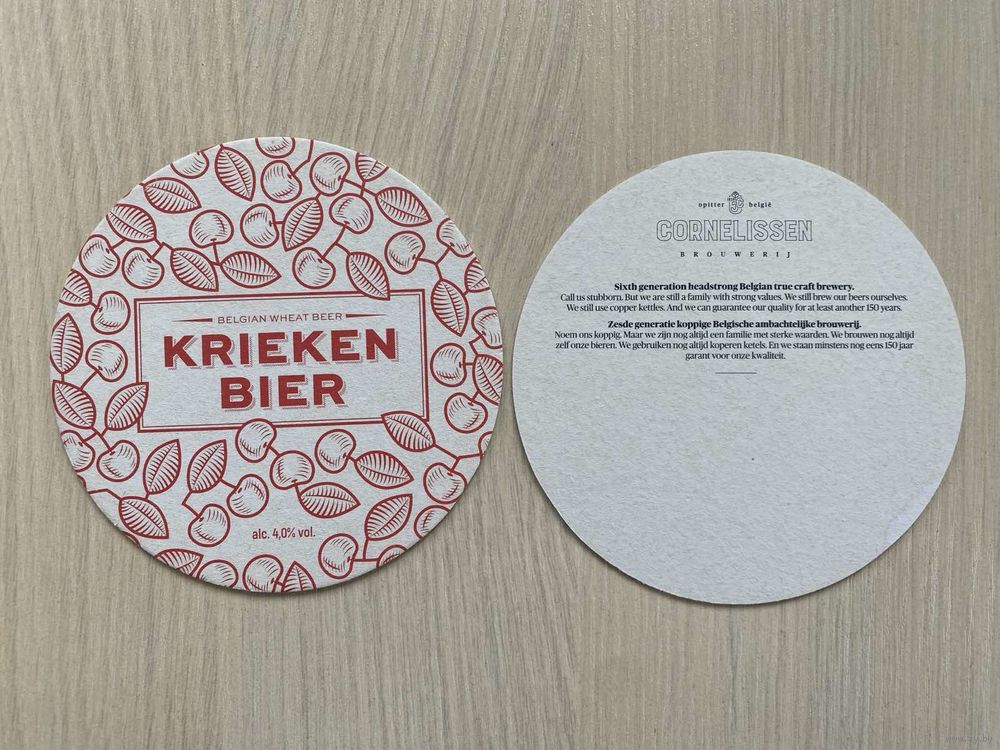 BELGIAN WHEAT BEER
KRIEKEN
BIER
alc. 4,0% vol.
opitter België
CORNELISSEN
BROUWERIJ
Sixth generation headstrong Belgian true craft brewery.
Call us stubborn. But we are still a family with strong values. We still brew our beers ourselves.
We still use copper kettles. And we can guarantee our quality for at least another 150 years.
Zesde generatie koppige Belgische ambachtelijke brouwerij.
Noem ons koppig. Maar we zijn nog altijd een familie met sterke waarden. We brouwen nog altijd
zelf onze bieren. We gebruiken nog altijd koperen ketels. En we staan minstens nog eens 150 jaar
garant voor onze kwaliteit.